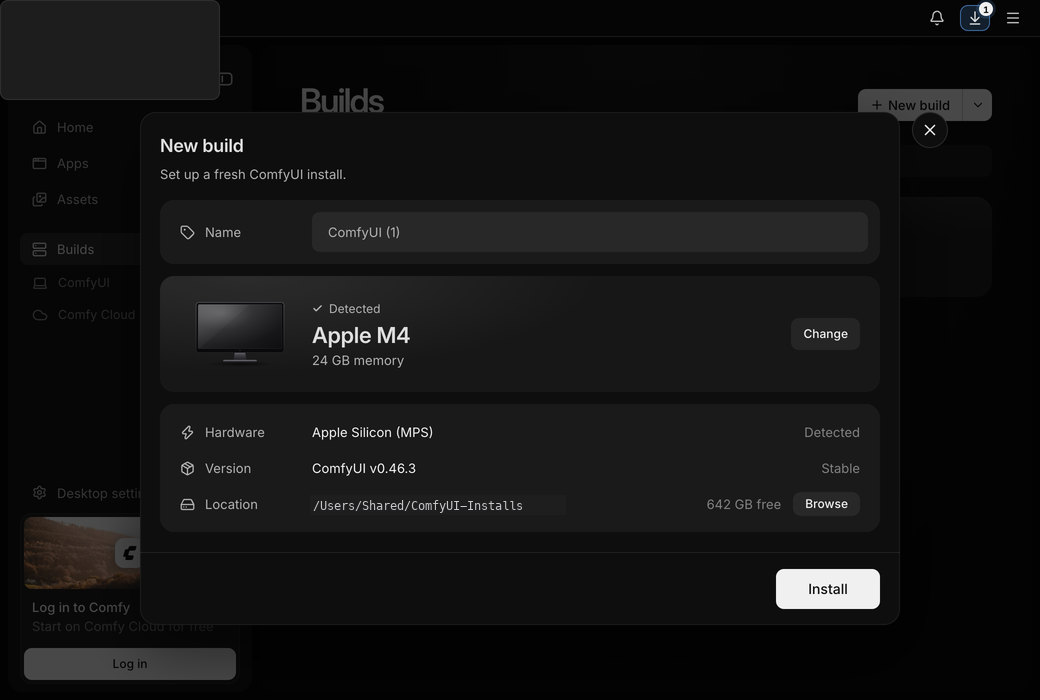 1
Builds
New build
Home
Apps
Assets
Builds
ComfyUI
Comfy Cloud
New build
Set up a fresh ComfyUI install.
Name
ComfyUI (1)
Detected
Apple M4
24 GB memory
Change
Hardware
Apple Silicon (MPS)
Detected
Version
ComfyUI v0.46.3
Stable
Location
/Users/Shared/ComfyUI-Installs
642 GB free
Browse
Install
Desktop
Log in to Comfy
Start on Comfy Cloud for free
Log in